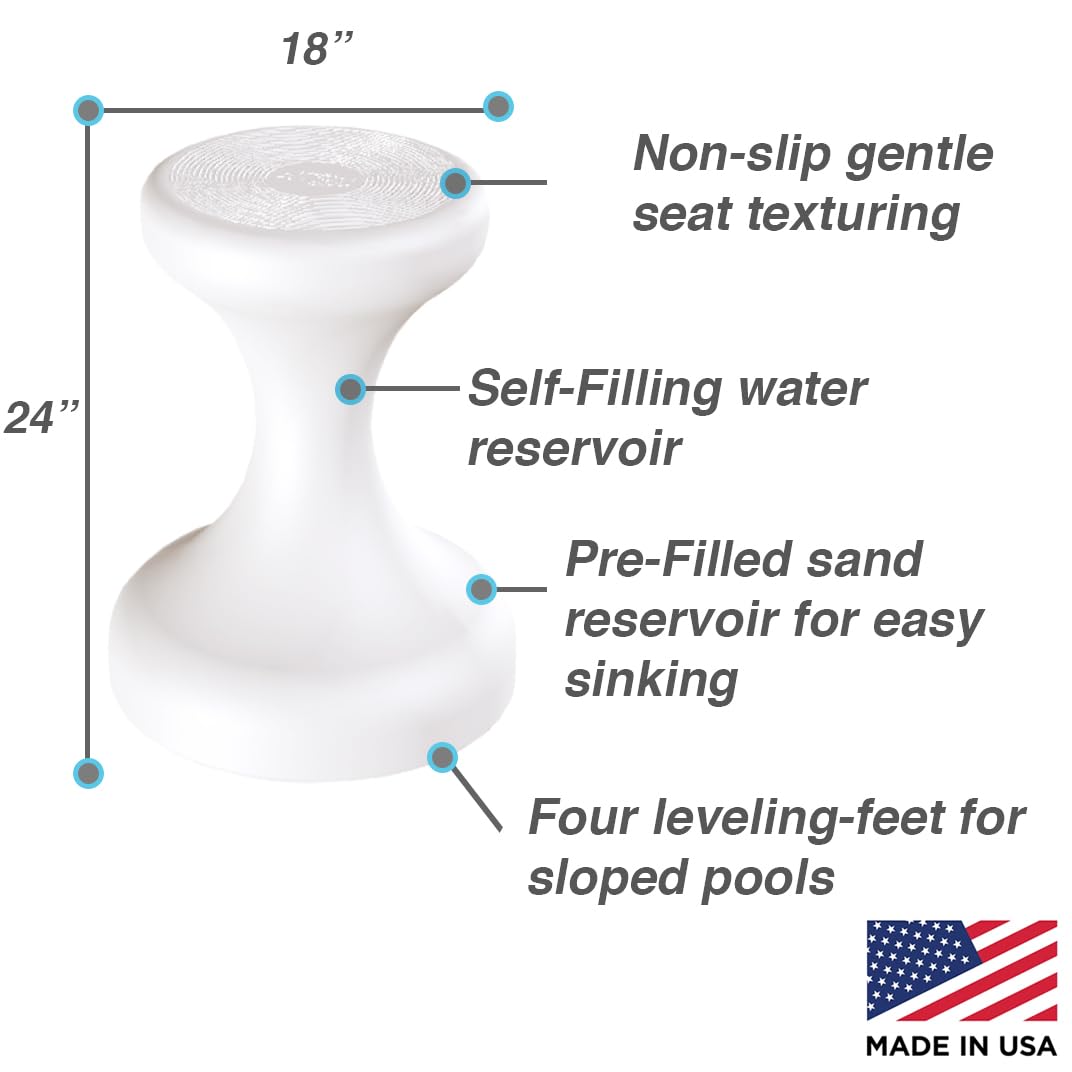 18”
Non-slip gentle
seat texturing
24”
Self-Filling water
reservoir
Pre-Filled sand
reservoir for easy
sinking
Four leveling-feet for
sloped pools
MADE IN USA